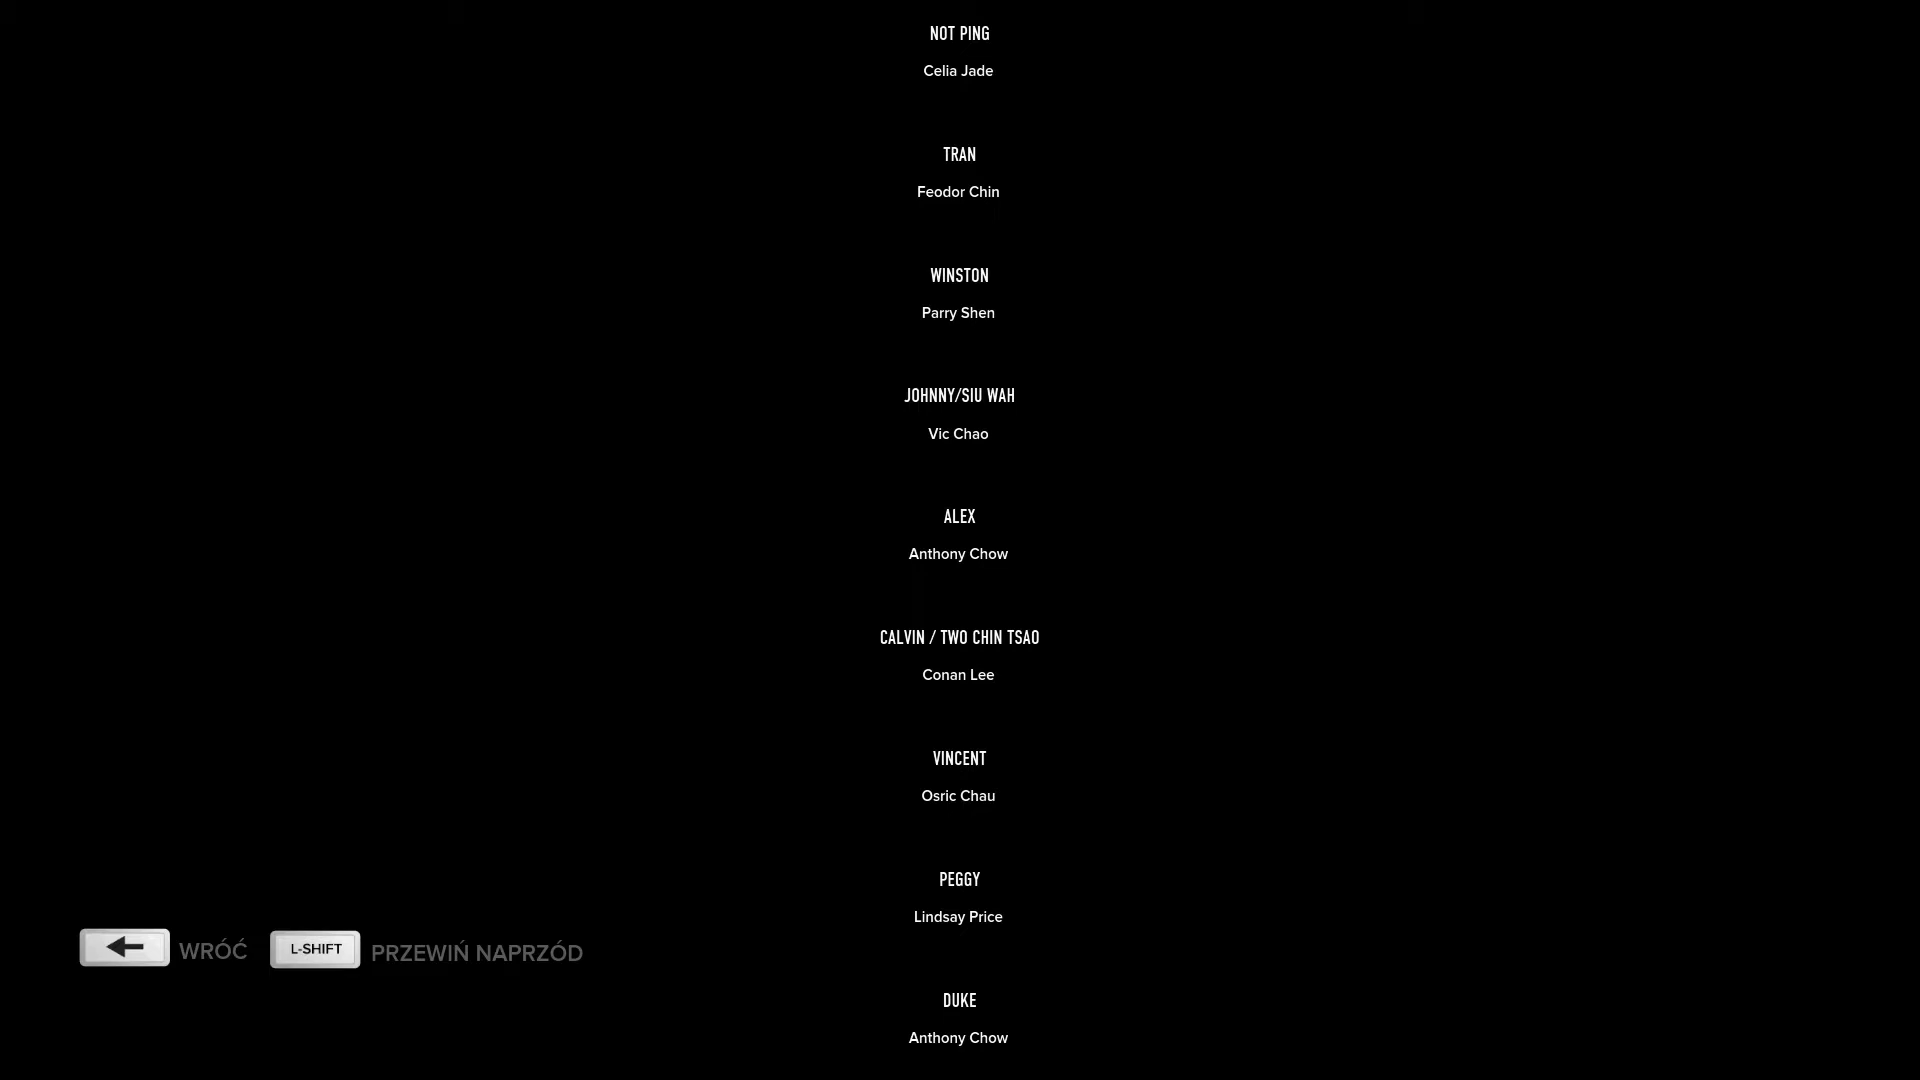 NOT PING
Celia Jade
TRAN
Feodor Chin
WINSTON
Parry Shen
JOHNNY/SIU WAH
Vic Chao
ALEX
Anthony Chow
CALVIN / TWO CHIN TSAO
Conan Lee
VINCENT
Osric Chau
PEGGY
Lindsay Price
WRÓĆ L-SHIFT PRZEWIŃ NAPRZÓD
DUKE
Anthony Chow